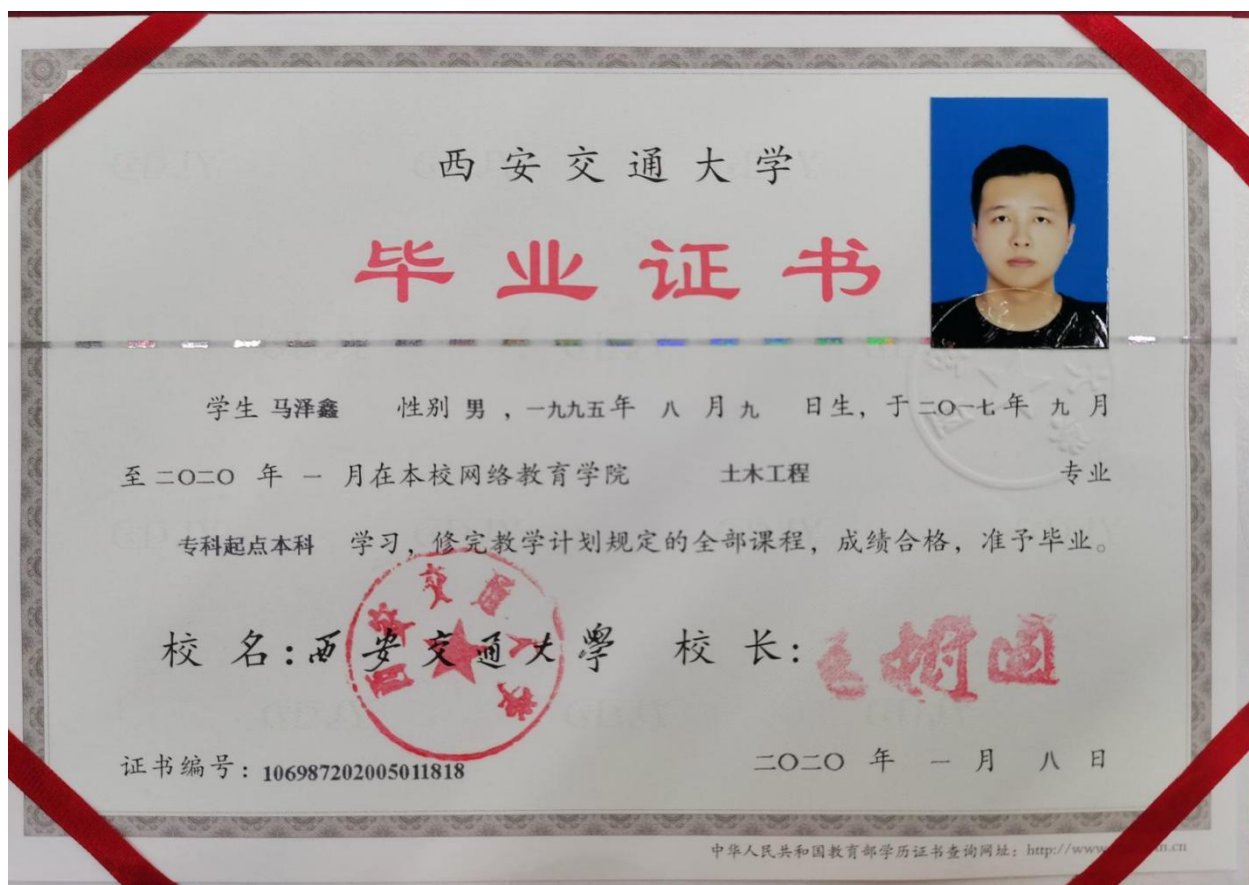 西安交通大学
毕业证书
学生 马泽鑫 性别 男 ，一九九五年 八 月 九 日生，于二〇一七年 九 月
至 二〇二〇 年 一 月在本校网络教育学院 土木工程 专业
专科起点本科 学习，修完教学计划规定的全部课程，成绩合格，准予毕业。
校 名：西安交通大學 校 长：
证书编号：106987202005011818 二〇二〇 年 一 月 八 日
中华人民共和国教育部学历证书查询网址：http://www